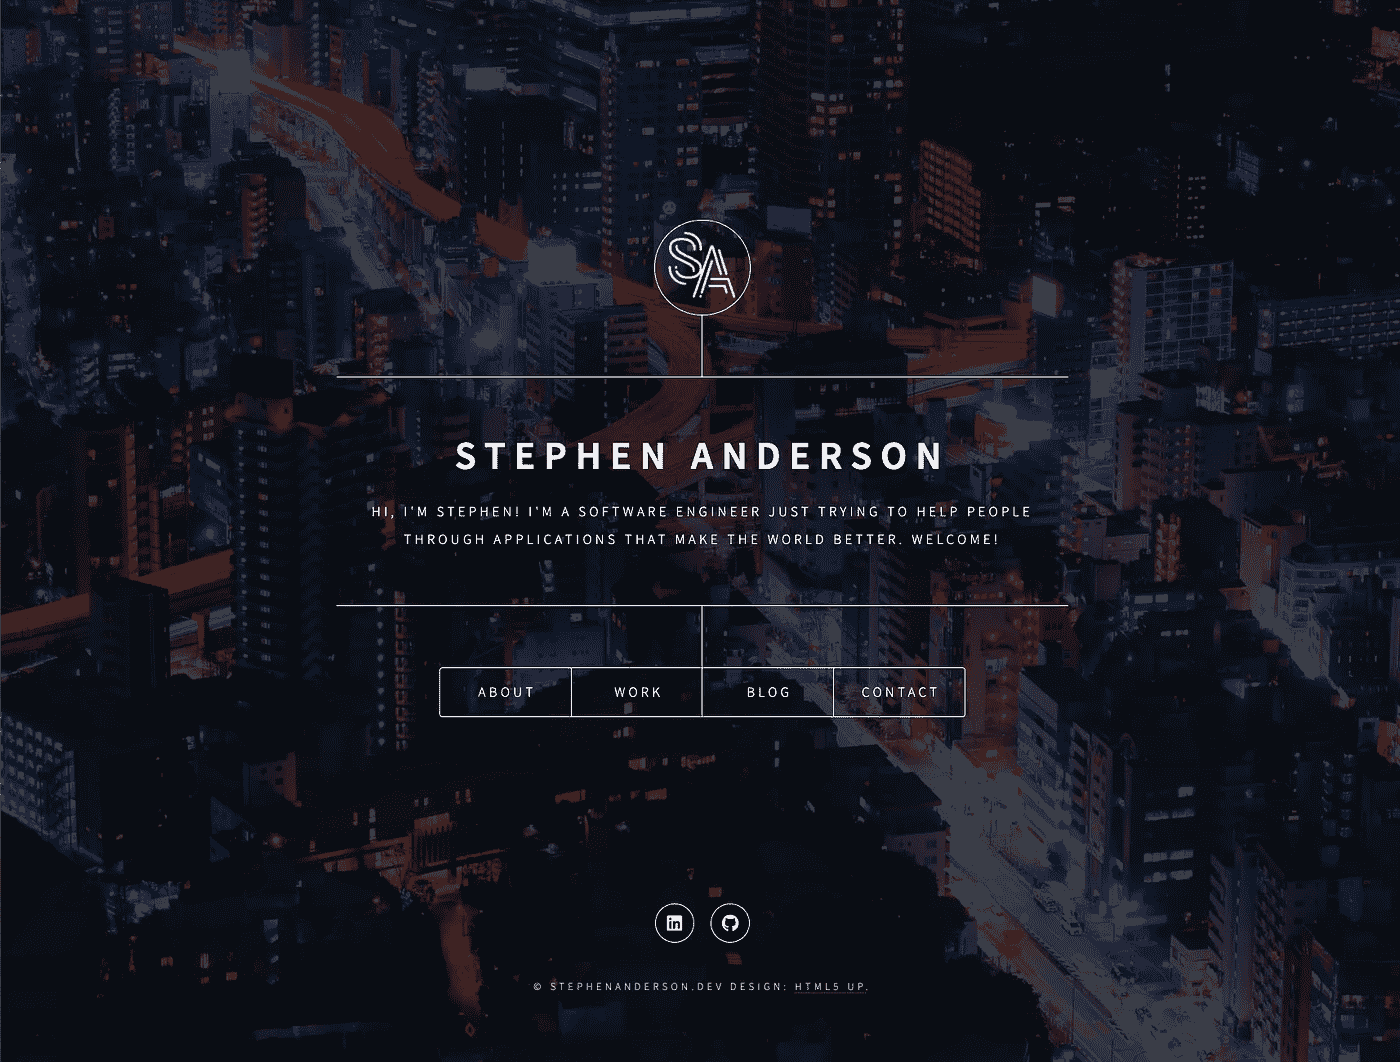 SA
STEPHEN ANDERSON
HI, I'M STEPHEN! I'M A SOFTWARE ENGINEER JUST TRYING TO HELP PEOPLE
THROUGH APPLICATIONS THAT MAKE THE WORLD BETTER. WELCOME!
ABOUT WORK BLOG CONTACT
in
© STEPHENANDERSON.DEV DESIGN: HTML5 UP.